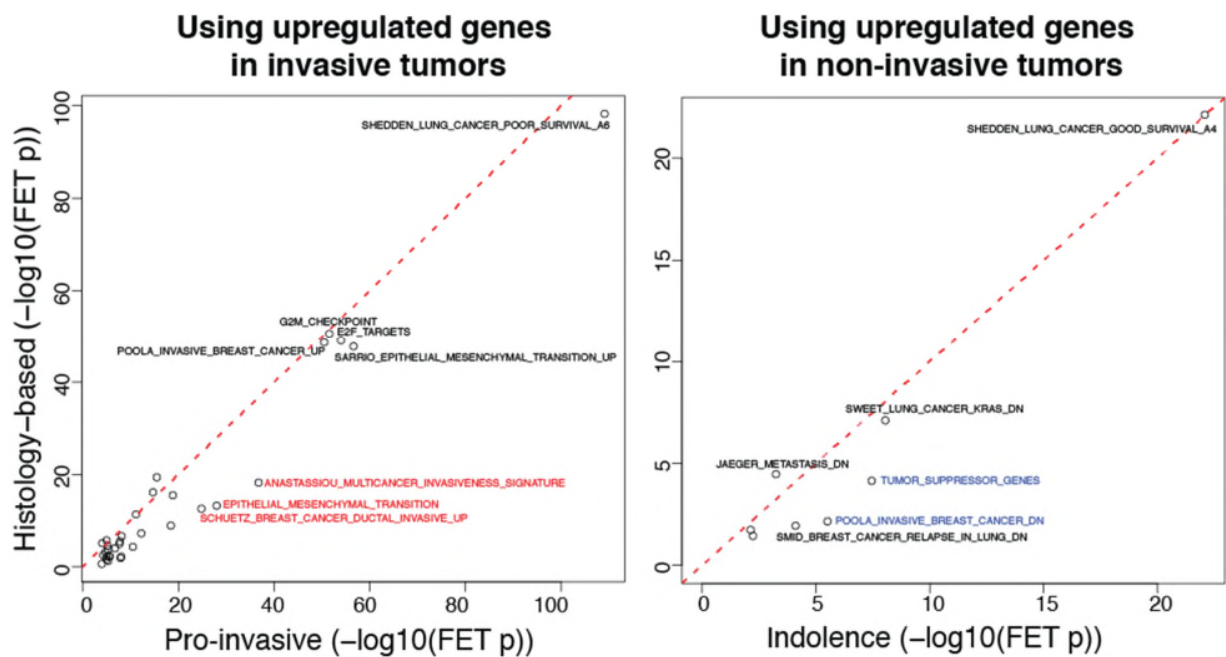 Using upregulated genes
in invasive tumors
Histology-based (-log10(FET p))
100
80
60
40
20
0
SHEDDEN_LUNG_CANCER_POOR_SURVIVAL_A6
G2M_CHECKPOINT
E2F_TARGETS
POOLA_INVASIVE_BREAST_CANCER_UP
SARRIO_EPITHELIAL_MESENCHYMAL_TRANSITION_UP
ANASTASSIOU_MULTICANCER_INVASIVENESS_SIGNATURE
EPITHELIAL_MESENCHYMAL_TRANSITION
SCHUETZ_BREAST_CANCER_DUCTAL_INVASIVE_UP
0 20 40 60 80 100
Pro-invasive (-log10(FET p))
Using upregulated genes
in non-invasive tumors
20
15
10
5
0
SHEDDEN_LUNG_CANCER_GOOD_SURVIVAL_A4
SWEET_LUNG_CANCER_KRAS_DN
JAEGER_METASTASIS_DN
TUMOR_SUPPRESSOR_GENES
POOLA_INVASIVE_BREAST_CANCER_DN
SMID_BREAST_CANCER_RELAPSE_IN_LUNG_DN
0 5 10 15 20
Indolence (-log10(FET p))